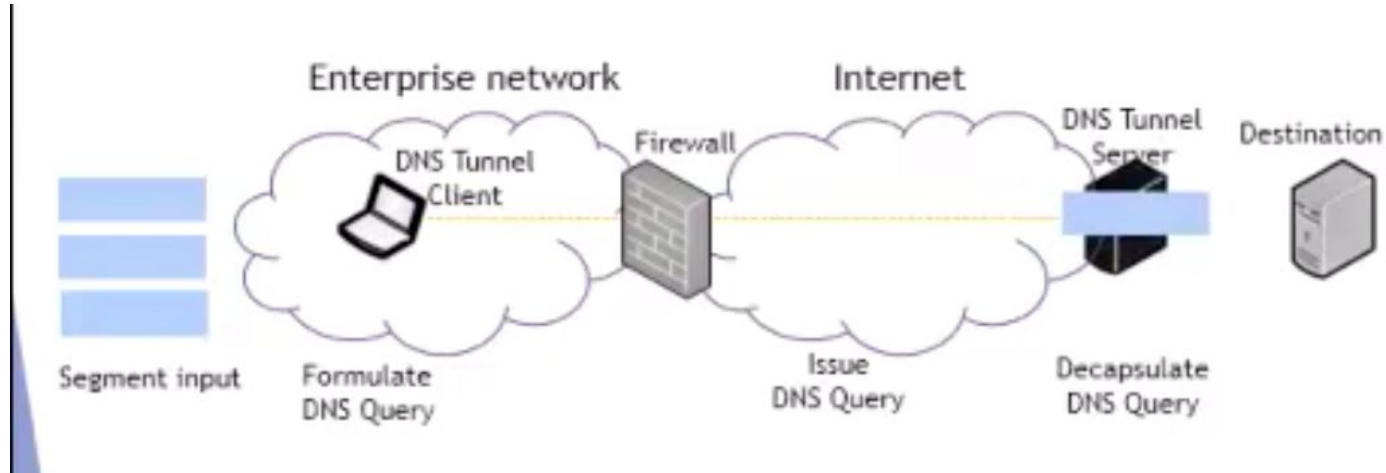 Enterprise network
Internet
DNS Tunnel
Client
Firewall
DNS Tunnel
Server
Destination
Segment input
Formulate
DNS Query
Issue
DNS Query
Decapsulate
DNS Query